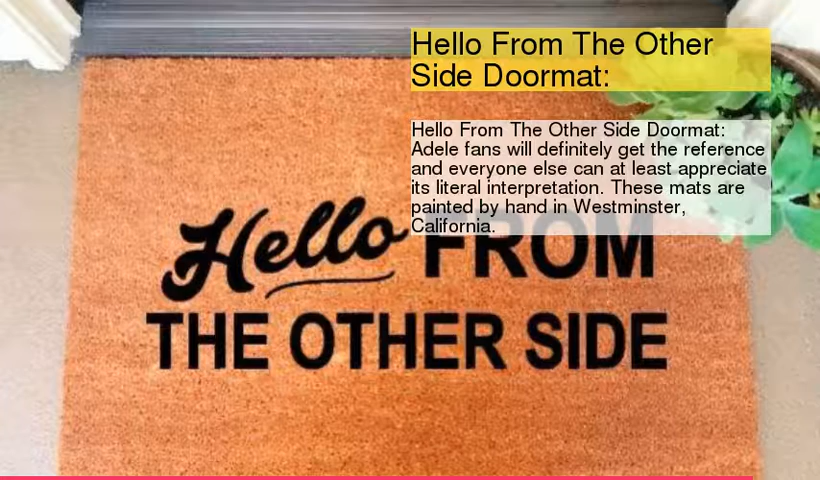 Hello From The Other
Side Doormat:
Hello From The Other Side Doormat:
Adele fans will definitely get the reference
and everyone else can at least appreciate
its literal interpretation. These mats are
painted by hand in Westminster,
California.
Hello FROM
THE OTHER SIDE